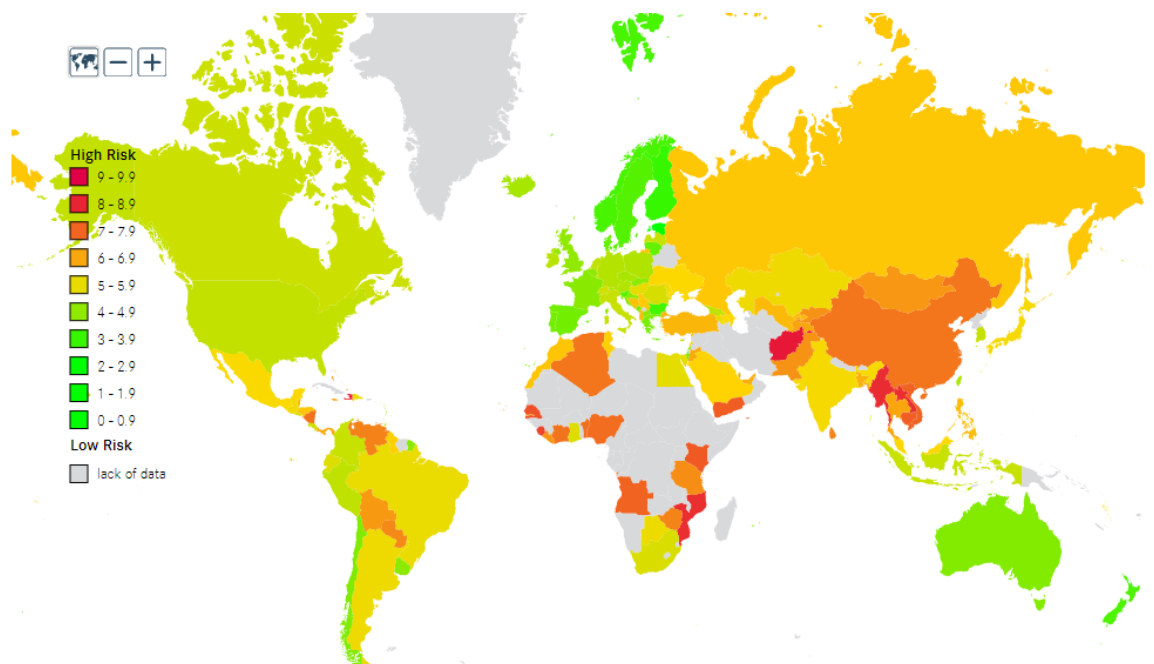 High Risk
9 - 9.9
8 - 8.9
7 - 7.9
6 - 6.9
5 - 5.9
4 - 4.9
3 - 3.9
2 - 2.9
1 - 1.9
0 - 0.9
Low Risk
lack of data